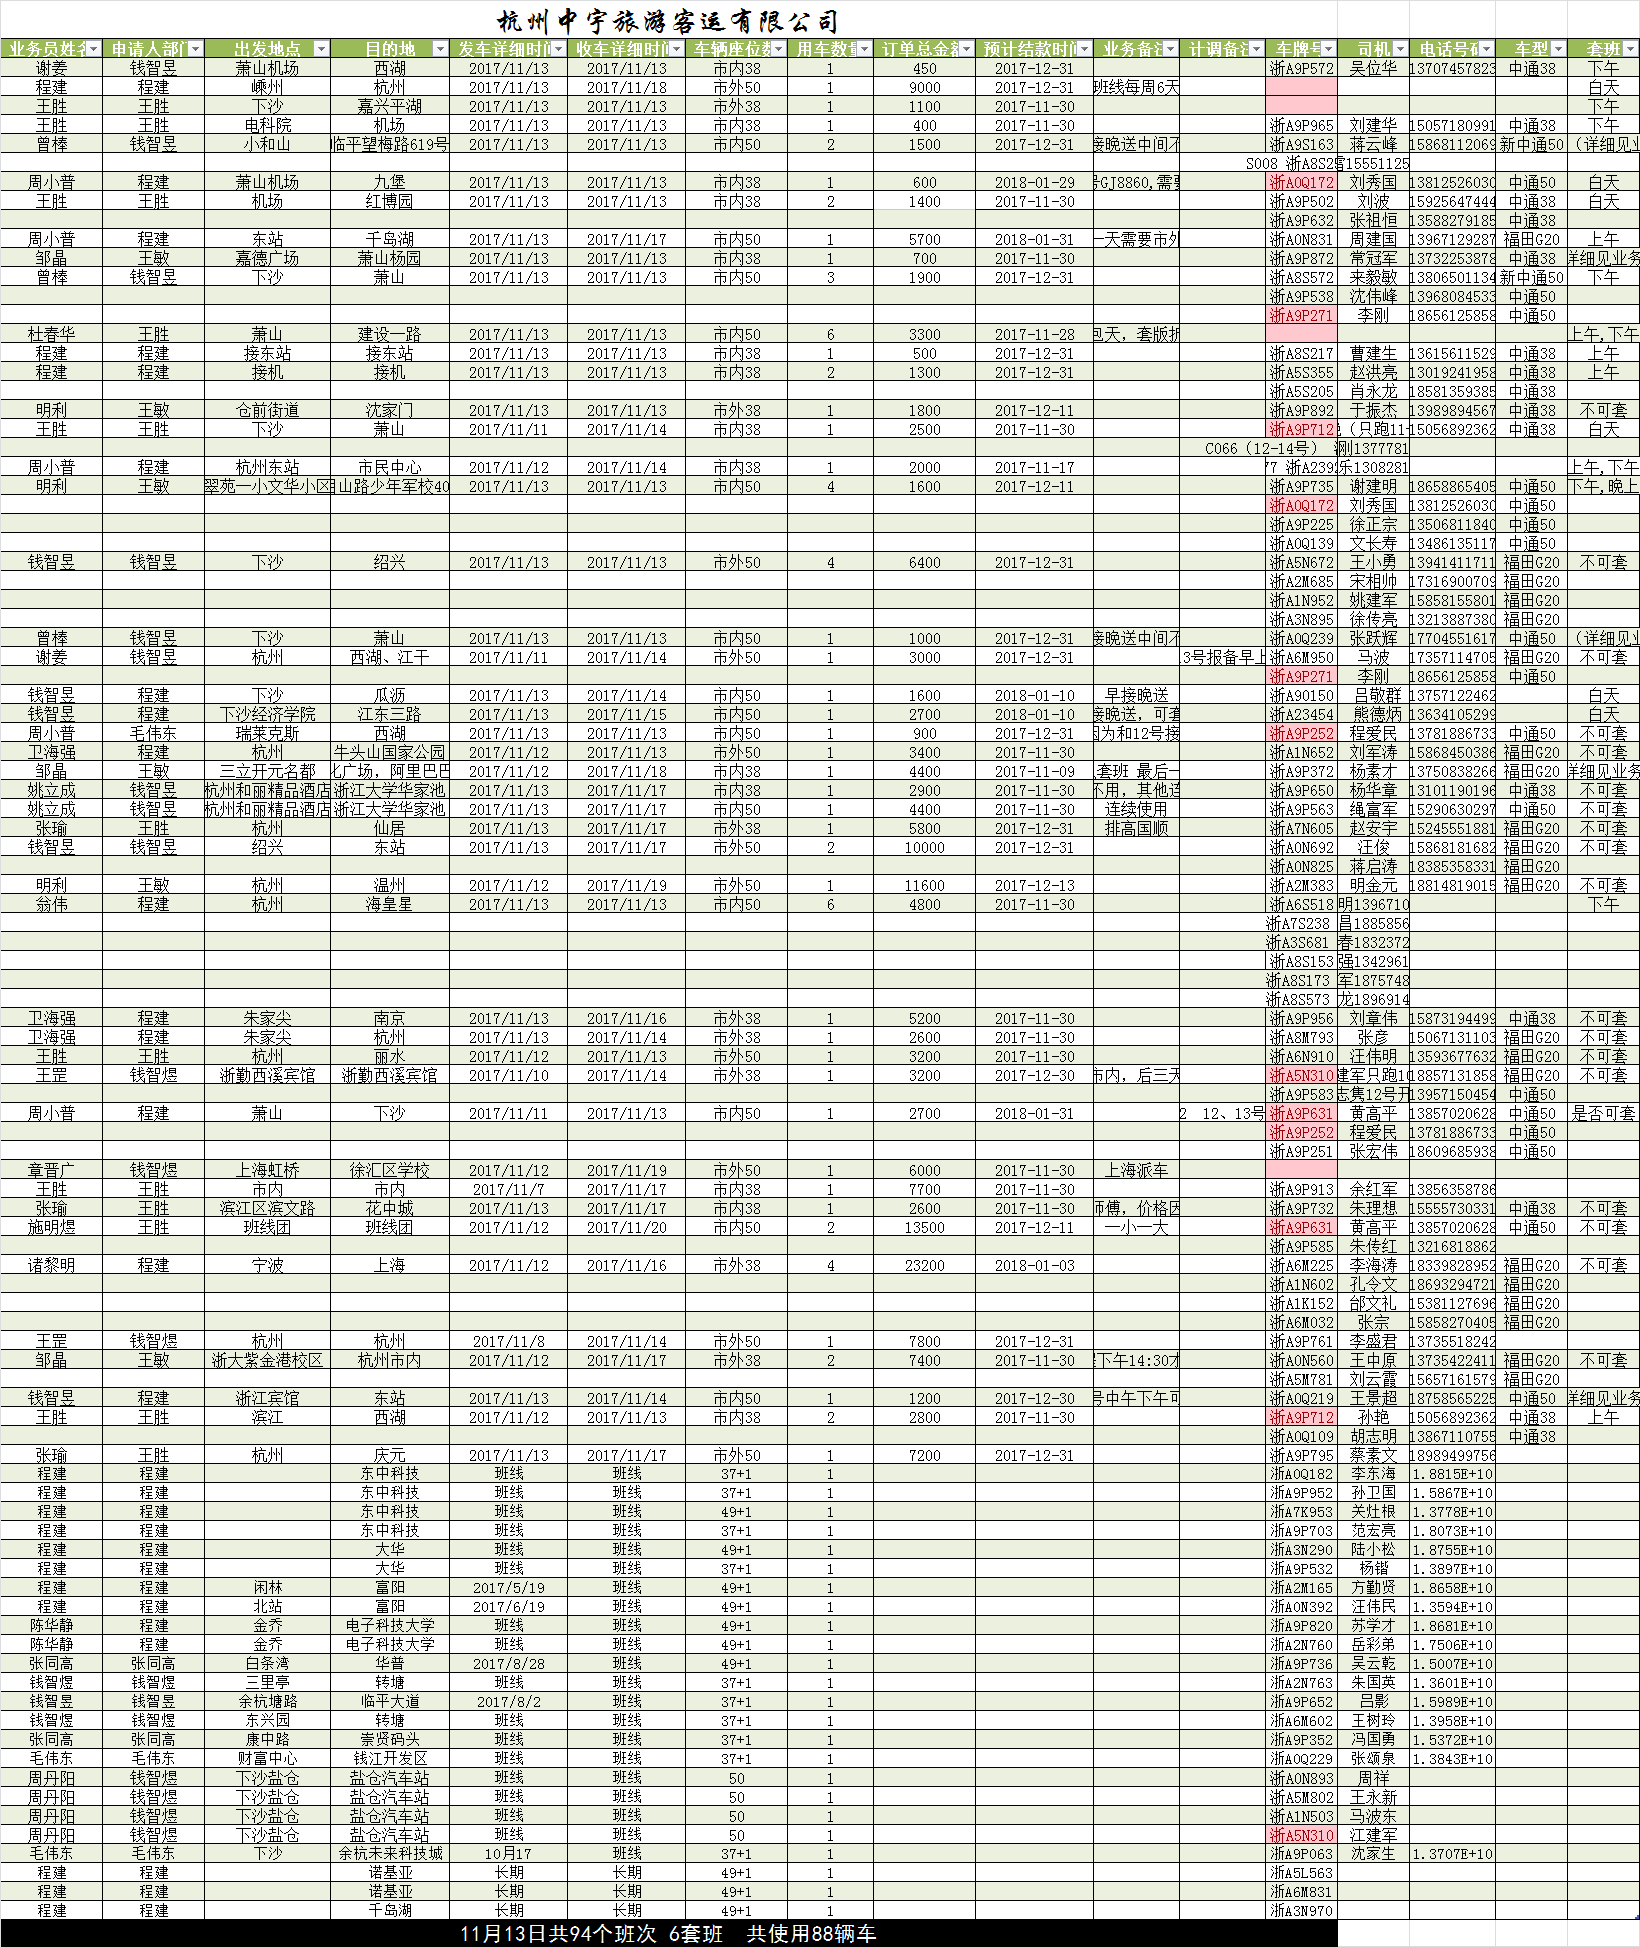 杭州中宇旅游客运有限公司
业务员姓名 申请人部门 出发地点 目的地 发车详细时间 收车详细时间 车辆座位数 用车数量 订单总金额 预计结款时间 业务备注 计调备注 车牌号 司机 电话号码 车型 套班
谢姜 钱智昱 萧山机场 西湖 2017/11/13 2017/11/13 市内38 1 450 2017-12-31 浙A9P572 吴位华 13707457823 中通38 下午
程建 程建 嵊州 杭州 2017/11/13 2017/11/18 市外50 1 9000 2017-12-31 班线每周6天 白天
王胜 王胜 下沙 嘉兴平湖 2017/11/13 2017/11/13 市外38 1 1100 2017-11-30 下午
王胜 王胜 电科院 机场 2017/11/13 2017/11/13 市内38 1 400 2017-11-30 浙A9P965 刘建华 15057180991 中通38 下午
曾棒 钱智昱 小和山 临平望梅路619号 2017/11/13 2017/11/13 市内50 2 1500 2017-12-31 接晚送中间不 浙A9S163 蒋云峰 15868112069 新中通50 （详细见业
S008 浙A8S25 15551125
周小普 程建 萧山机场 九堡 2017/11/13 2017/11/13 市内38 1 600 2018-01-29 号GJ8860,需要 浙A0Q172 刘秀国 13812526030 中通50 白天
王胜 王胜 机场 红博园 2017/11/13 2017/11/13 市内38 2 1400 2017-11-30 浙A9P502 刘波 15925647444 中通38 白天
浙A9P632 张祖恒 13588279185 中通38
周小普 程建 东站 千岛湖 2017/11/13 2017/11/17 市内50 1 5700 2018-01-31 一天需要市外 浙A0N831 周建国 13967129287 福田G20 上午
邹晶 王敏 嘉德广场 萧山杨园 2017/11/13 2017/11/13 市内38 1 700 2017-11-30 浙A9P872 常冠军 13732253878 中通38 详细见业务
曾棒 钱智昱 下沙 萧山 2017/11/13 2017/11/13 市内50 3 1900 2017-12-31 浙A8S572 来毅敏 13806501134 新中通50 下午
浙A9P538 沈伟峰 13968084533 中通50
浙A9P271 李刚 18656125858 中通50
杜春华 王胜 萧山 建设一路 2017/11/13 2017/11/13 市内50 6 3300 2017-11-28 包天，套版折 上午,下午
程建 程建 接东站 接东站 2017/11/13 2017/11/13 市内38 1 500 2017-12-31 浙A8S217 曹建生 13615611529 中通38 上午
程建 程建 接机 接机 2017/11/13 2017/11/13 市内38 2 1300 2017-12-31 浙A5S355 赵洪亮 13019241958 中通38 上午
浙A5S205 肖永龙 18581359385 中通38
明利 王敏 仓前街道 沈家门 2017/11/13 2017/11/14 市外38 1 1800 2017-12-11 浙A9P892 于振杰 13989894567 中通38 不可套
王胜 王胜 下沙 萧山 2017/11/11 2017/11/14 市内38 1 2500 2017-11-30 浙A9P712 （只跑11- 15056892362 中通38 白天
C066（12-14号） 刚1377781
周小普 程建 杭州东站 市民中心 2017/11/12 2017/11/14 市内38 1 2000 2017-11-17 77 浙A239 乐1308281 上午,下午
明利 王敏 翠苑一小文华小区 山路少年军校40 2017/11/13 2017/11/13 市内50 4 1600 2017-12-11 浙A9P735 谢建明 18658865405 中通50 下午,晚上
浙A0Q172 刘秀国 13812526030 中通50
浙A9P225 徐正宗 13506811840 中通50
浙A0Q139 文长寿 13486135117 中通50
钱智昱 钱智昱 下沙 绍兴 2017/11/13 2017/11/13 市外50 4 6400 2017-12-31 浙A5N672 王小勇 13941411711 福田G20 不可套
浙A2M685 宋相帅 17316900709 福田G20
浙A1N952 姚建军 15858155801 福田G20
浙A3N895 徐传亮 13213887380 福田G20
曾棒 钱智昱 下沙 萧山 2017/11/13 2017/11/13 市内50 1 1000 2017-12-31 接晚送中间不 浙A0Q239 张跃辉 17704551617 中通50 （详细见业
谢姜 钱智昱 杭州 西湖、江干 2017/11/11 2017/11/14 市外50 1 3000 2017-12-31 .3号报备早上 浙A6M950 马波 17357114705 福田G20 不可套
浙A9P271 李刚 18656125858 中通50
钱智昱 程建 下沙 瓜沥 2017/11/13 2017/11/14 市内50 1 1600 2018-01-10 早接晚送 浙A90150 吕敬群 13757122462 白天
钱智昱 程建 下沙经济学院 江东三路 2017/11/13 2017/11/15 市内50 1 2700 2018-01-10 接晚送，可套 浙A23454 熊德炳 13634105299 白天
周小普 毛伟东 瑞莱克斯 西湖 2017/11/13 2017/11/13 市内50 1 900 2017-12-31 因为和12号接 浙A9P252 程爱民 13781886733 中通50 不可套
卫海强 程建 杭州 牛头山国家公园 2017/11/12 2017/11/13 市外50 1 3400 2017-11-30 浙A1N652 刘军涛 15868450386 福田G20 不可套
邹晶 王敏 三立开元名都 广场，阿里巴巴 2017/11/12 2017/11/18 市内38 1 4400 2017-11-09 套班 最后一 浙A9P372 杨素才 13750838266 福田G20 详细见业务
姚立成 钱智昱 杭州和丽精品酒店 浙江大学华家池 2017/11/13 2017/11/17 市内38 1 2900 2017-11-30 不用，其他连 浙A9P650 杨华章 13101190196 中通38 不可套
姚立成 钱智昱 杭州和丽精品酒店 浙江大学华家池 2017/11/13 2017/11/17 市内50 1 4400 2017-11-30 连续使用 浙A9P563 绳富军 15290630297 中通50 不可套
张瑜 王胜 杭州 仙居 2017/11/13 2017/11/17 市外38 1 5800 2017-12-31 排高国顺 浙A7N605 赵安宇 15245551881 福田G20 不可套
钱智昱 钱智昱 绍兴 东站 2017/11/13 2017/11/17 市外50 2 10000 2017-12-31 浙A0N692 汪俊 15868181682 福田G20 不可套
浙A0N825 蒋启涛 18385358331 福田G20
明利 王敏 杭州 温州 2017/11/12 2017/11/19 市外50 1 11600 2017-12-13 浙A2M383 明金元 18814819015 福田G20 不可套
翁伟 程建 杭州 海皇星 2017/11/13 2017/11/13 市内50 6 4800 2017-11-30 浙A6S518 明1396710 下午
浙A7S238 昌1885856
浙A3S681 春1832372
浙A8S153 强1342961
浙A8S173 军1875748
浙A8S573 龙1896914
卫海强 程建 朱家尖 南京 2017/11/13 2017/11/16 市外38 1 5200 2017-11-30 浙A9P956 刘章伟 15873194499 中通38 不可套
卫海强 程建 朱家尖 杭州 2017/11/13 2017/11/14 市外38 1 2600 2017-11-30 浙A8M793 张彦 15067131103 福田G20 不可套
王胜 王胜 杭州 丽水 2017/11/12 2017/11/13 市外50 1 3200 2017-11-30 浙A6N910 汪伟明 13593677632 福田G20 不可套
王罡 钱智煜 浙勤西溪宾馆 浙勤西溪宾馆 2017/11/10 2017/11/14 市外38 1 3200 2017-12-30 市内，后三天 浙A5N310 建军只跑10 18857131858 福田G20 不可套
浙A9P583 志隽12号开 13957150454 中通50
周小普 程建 萧山 下沙 2017/11/11 2017/11/13 市内50 1 2700 2018-01-31 2 12、13号 浙A9P631 黄高平 13857020628 中通50 是否可套
浙A9P252 程爱民 13781886733 中通50
浙A9P251 张宏伟 18609685938 中通50
章晋广 钱智煜 上海虹桥 徐汇区学校 2017/11/12 2017/11/19 市外50 1 6000 2017-11-30 上海派车
王胜 王胜 市内 市内 2017/11/7 2017/11/17 市内38 1 7700 2017-11-30 浙A9P913 余红军 13856358786
张瑜 王胜 滨江区滨文路 花中城 2017/11/13 2017/11/17 市内38 1 2600 2017-11-30 师傅，价格因 浙A9P732 朱理想 15555730331 中通38 不可套
施明煜 王胜 班线团 班线团 2017/11/12 2017/11/20 市内50 2 13500 2017-12-11 一小一大 浙A9P631 黄高平 13857020628 中通50 不可套
浙A9P585 朱传红 13216818862
诸黎明 程建 宁波 上海 2017/11/12 2017/11/16 市外38 4 23200 2018-01-03 浙A6M225 李海涛 18339828952 福田G20 不可套
浙A1N602 孔令文 18693294721 福田G20
浙A1K152 邰文礼 15381127696 福田G20
浙A6M032 张宗 15858270405 福田G20
王罡 钱智煜 杭州 杭州 2017/11/8 2017/11/14 市外50 1 7800 2017-12-31 浙A9P761 李盛君 13735518242
邹晶 王敏 浙大紫金港校区 杭州市内 2017/11/12 2017/11/17 市外38 2 7400 2017-11-30 下午14:30才 浙A0N560 王中原 13735422411 福田G20 不可套
浙A5M781 刘云霞 15657161579 福田G20
钱智昱 程建 浙江宾馆 东站 2017/11/13 2017/11/14 市内50 1 1200 2017-12-30 号中午下午可 浙A0Q219 王景超 18758565225 中通50 详细见业务
王胜 王胜 滨江 西湖 2017/11/12 2017/11/13 市内38 2 2800 2017-11-30 浙A9P712 孙艳 15056892362 中通38 上午
浙A0Q109 胡志明 13867110755 中通38
张瑜 王胜 杭州 庆元 2017/11/13 2017/11/17 市外50 1 7200 2017-12-31 浙A9P795 蔡素文 18989499756
程建 程建 东中科技 班线 班线 37+1 1 浙A0Q182 李东海 1.8815E+10
程建 程建 东中科技 班线 班线 37+1 1 浙A9P952 孙卫国 1.5867E+10
程建 程建 东中科技 班线 班线 49+1 1 浙A7K953 关灶根 1.3778E+10
程建 程建 东中科技 班线 班线 37+1 1 浙A9P703 范宏亮 1.8073E+10
程建 程建 大华 班线 班线 49+1 1 浙A3N290 陆小松 1.8755E+10
程建 程建 大华 班线 班线 37+1 1 浙A9P532 杨锴 1.3897E+10
程建 程建 闲林 富阳 2017/5/19 班线 49+1 1 浙A2M165 方勤贤 1.8658E+10
程建 程建 北站 富阳 2017/6/19 班线 49+1 1 浙A0N392 汪伟民 1.3594E+10
陈华静 程建 金乔 电子科技大学 班线 班线 49+1 1 浙A9P820 苏学才 1.8681E+10
陈华静 程建 金乔 电子科技大学 班线 班线 49+1 1 浙A2N760 岳彩弟 1.7506E+10
张同高 张同高 白条湾 华普 2017/8/28 班线 49+1 1 浙A9P736 吴云乾 1.5007E+10
钱智煜 钱智煜 三里亭 转塘 班线 班线 37+1 1 浙A2N763 朱国英 1.3601E+10
钱智昱 钱智昱 余杭塘路 临平大道 2017/8/2 班线 37+1 1 浙A9P652 吕影 1.5989E+10
钱智煜 钱智煜 东兴园 转塘 班线 班线 37+1 1 浙A6M602 王树玲 1.3958E+10
张同高 张同高 康中路 崇贤码头 班线 班线 37+1 1 浙A9P352 冯国勇 1.5372E+10
毛伟东 毛伟东 财富中心 钱江开发区 班线 班线 37+1 1 浙A0Q229 张颂泉 1.3843E+10
周丹阳 钱智煜 下沙盐仓 盐仓汽车站 班线 班线 50 1 浙A0N893 周祥
周丹阳 钱智煜 下沙盐仓 盐仓汽车站 班线 班线 50 1 浙A5M802 王永新
周丹阳 钱智煜 下沙盐仓 盐仓汽车站 班线 班线 50 1 浙A1N503 马波东
周丹阳 钱智煜 下沙盐仓 盐仓汽车站 班线 班线 50 1 浙A5N310 江建军
毛伟东 毛伟东 下沙 余杭未来科技城 10月17 班线 37+1 1 浙A9P063 沈家生 1.3707E+10
程建 程建 诺基亚 长期 长期 49+1 1 浙A5L563
程建 程建 诺基亚 长期 长期 49+1 1 浙A6M831
程建 程建 千岛湖 长期 长期 49+1 1 浙A3N970
11月13日共94个班次 6套班 共使用88辆车